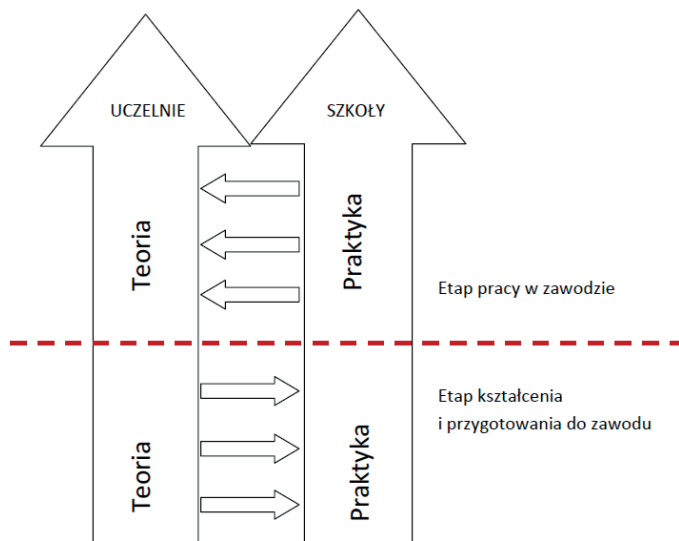 UCZELNIE
SZKOŁY
Teoria
Praktyka
Etap pracy w zawodzie
Teoria
Praktyka
Etap kształcenia
i przygotowania do zawodu